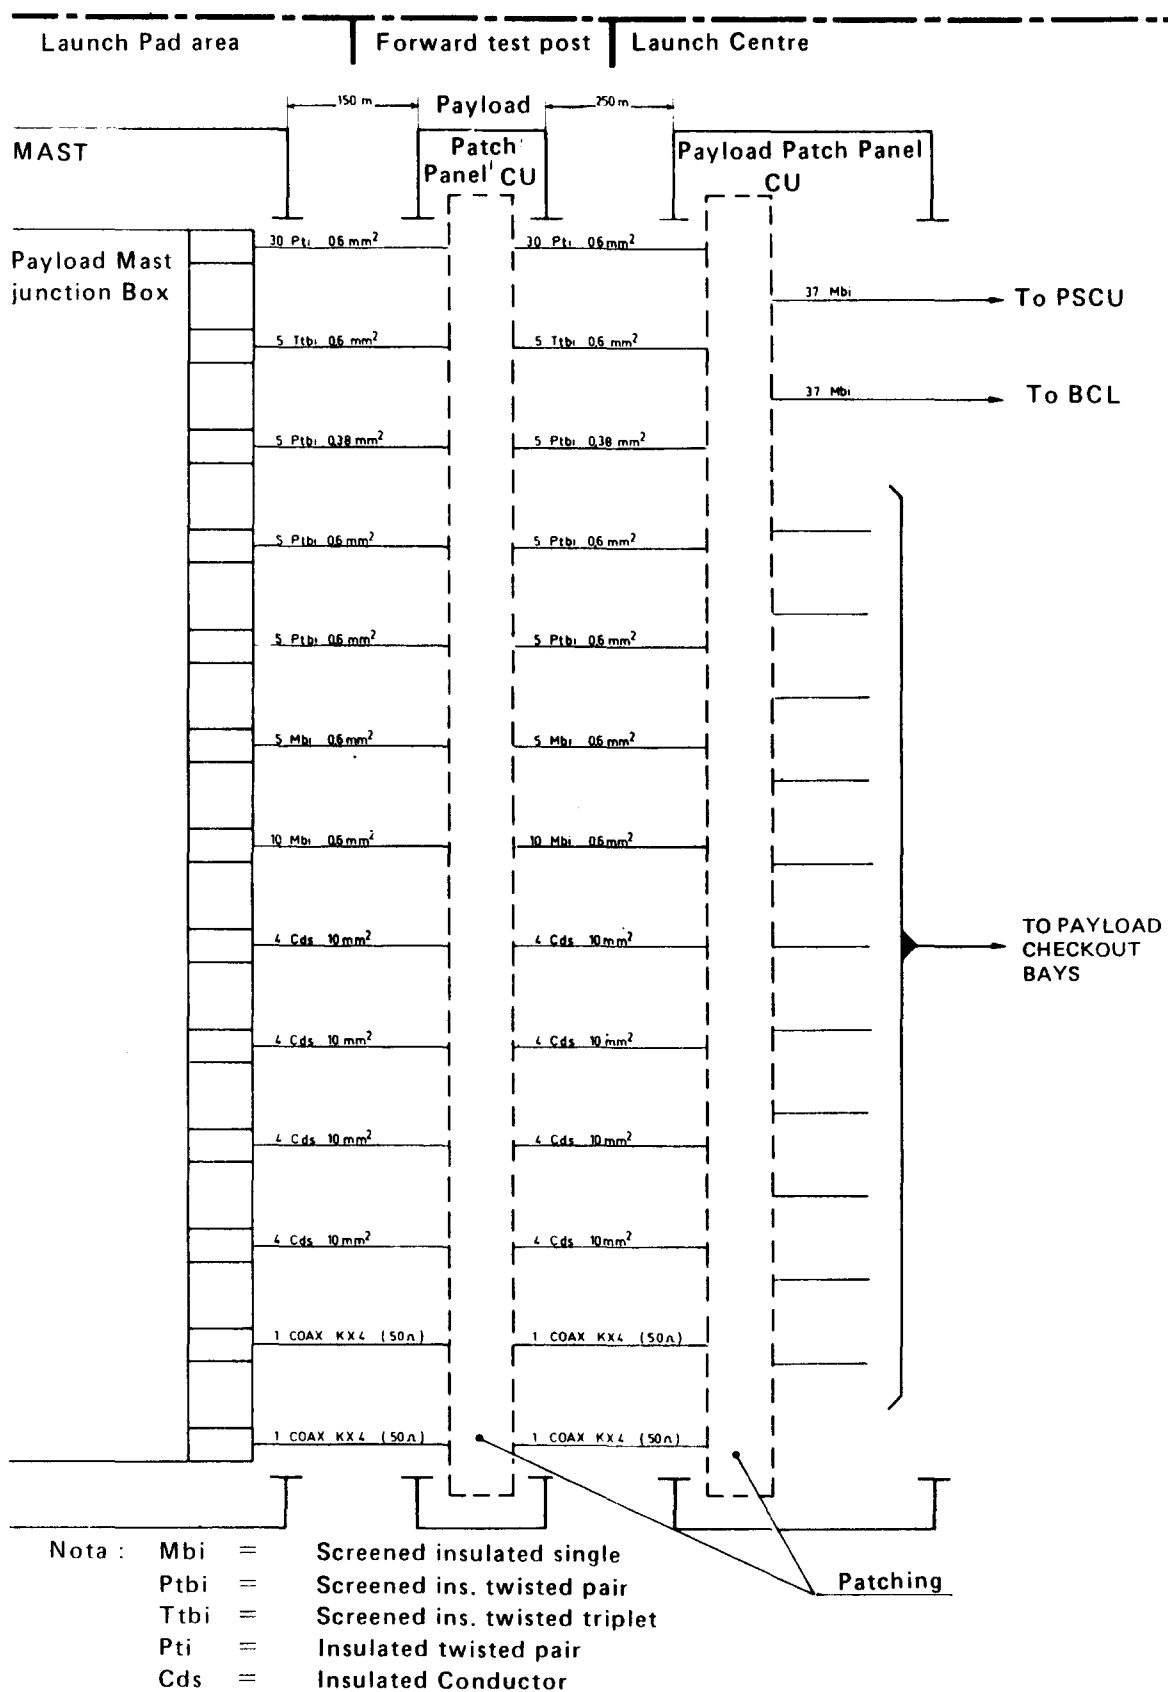 Launch Pad area
Forward test post
Launch Centre
150 m
Payload
250 m
MAST
Patch
Panel CU
Payload Patch Panel
CU
Payload Mast
junction Box
30 Pti 0.6 mm²
30 Pti 0.6 mm²
37 Mbi
To PSCU
5 Ttbi 0.6 mm²
5 Ttbi 0.6 mm²
37 Mbi
To BCL
5 Ptbi 0.38 mm²
5 Ptbi 0.38 mm²
5 Ptbi 0.6 mm²
5 Ptbi 0.6 mm²
5 Ptbi 0.6 mm²
5 Ptbi 0.6 mm²
5 Mbi 0.6 mm²
5 Mbi 0.6 mm²
10 Mbi 0.6 mm²
10 Mbi 0.6 mm²
4 Cds 10 mm²
4 Cds 10 mm²
TO PAYLOAD
CHECKOUT
BAYS
4 Cds 10 mm²
4 Cds 10 mm²
4 Cds 10 mm²
4 Cds 10 mm²
4 Cds 10 mm²
4 Cds 10 mm²
1 COAX KX4 (50Ω)
1 COAX KX4 (50Ω)
1 COAX KX4 (50Ω)
1 COAX KX4 (50Ω)
Patching
Nota : Mbi = Screened insulated single
Ptbi = Screened ins. twisted pair
Ttbi = Screened ins. twisted triplet
Pti = Insulated twisted pair
Cds = Insulated Conductor